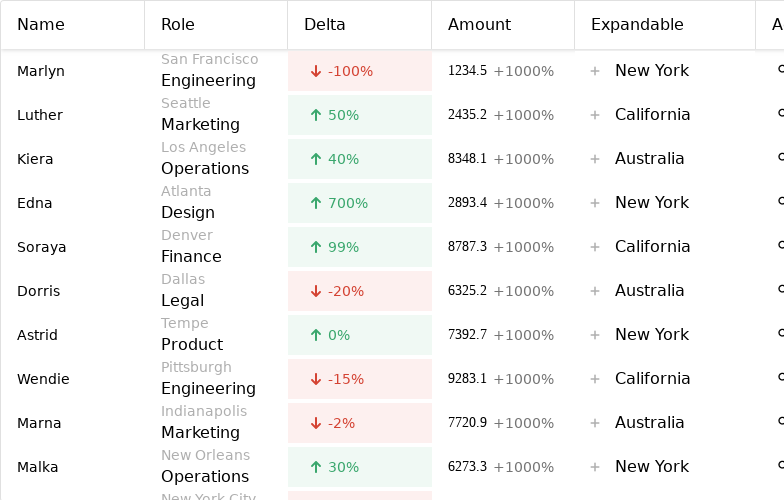 Name Role Delta Amount Expandable A
San Francisco
Marlyn Engineering -100% 1234.5 +1000% + New York
Seattle
Luther Marketing 50% 2435.2 +1000% + California
Los Angeles
Kiera Operations 40% 8348.1 +1000% + Australia
Atlanta
Edna Design 700% 2893.4 +1000% + New York
Denver
Soraya Finance 99% 8787.3 +1000% + California
Dallas
Dorris Legal -20% 6325.2 +1000% + Australia
Tempe
Astrid Product 0% 7392.7 +1000% + New York
Pittsburgh
Wendie Engineering -15% 9283.1 +1000% + California
Indianapolis
Marna Marketing -2% 7720.9 +1000% + Australia
New Orleans
Malka Operations 30% 6273.3 +1000% + New York
New York City